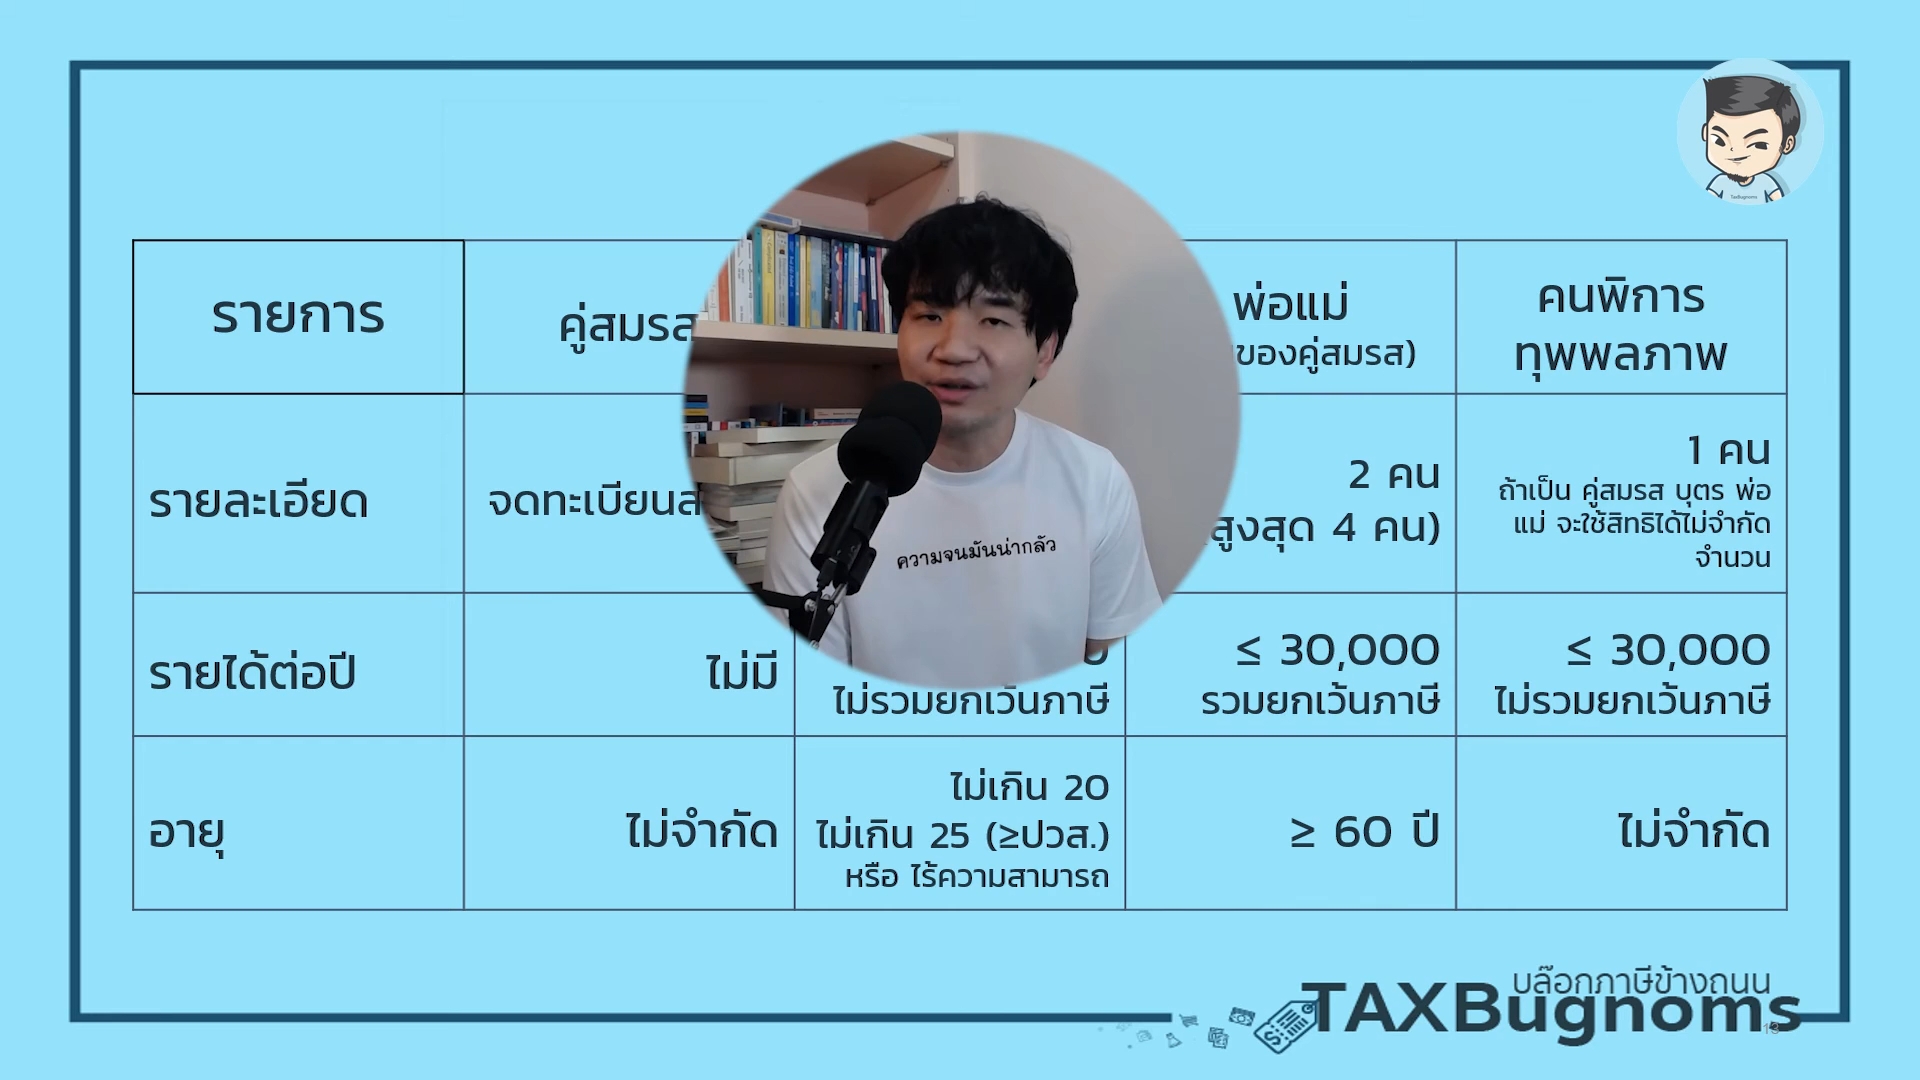 รายการ
คู่สมรส
พ่อแม่
ของคู่สมรส)
คนพิการ
ทุพพลภาพ
รายละเอียด
จดทะเบียนส
2 คน
สูงสุด 4 คน)
1 คน
ถ้าเป็น คู่สมรส บุตร พ่อ
แม่ จะใช้สิทธิได้ไม่จำกัด
จำนวน
ความจนมันน่ากลัว
รายได้ต่อปี
ไม่มี
ไม่รวมยกเว้นภาษี
≤ 30,000
รวมยกเว้นภาษี
≤ 30,000
ไม่รวมยกเว้นภาษี
อายุ
ไม่จำกัด
ไม่เกิน 20
ไม่เกิน 25 (≥ปวส.)
หรือ ไร้ความสามารถ
≥ 60 ปี
ไม่จำกัด
บล๊อกภาษีข้างถนน
TAXBugnoms